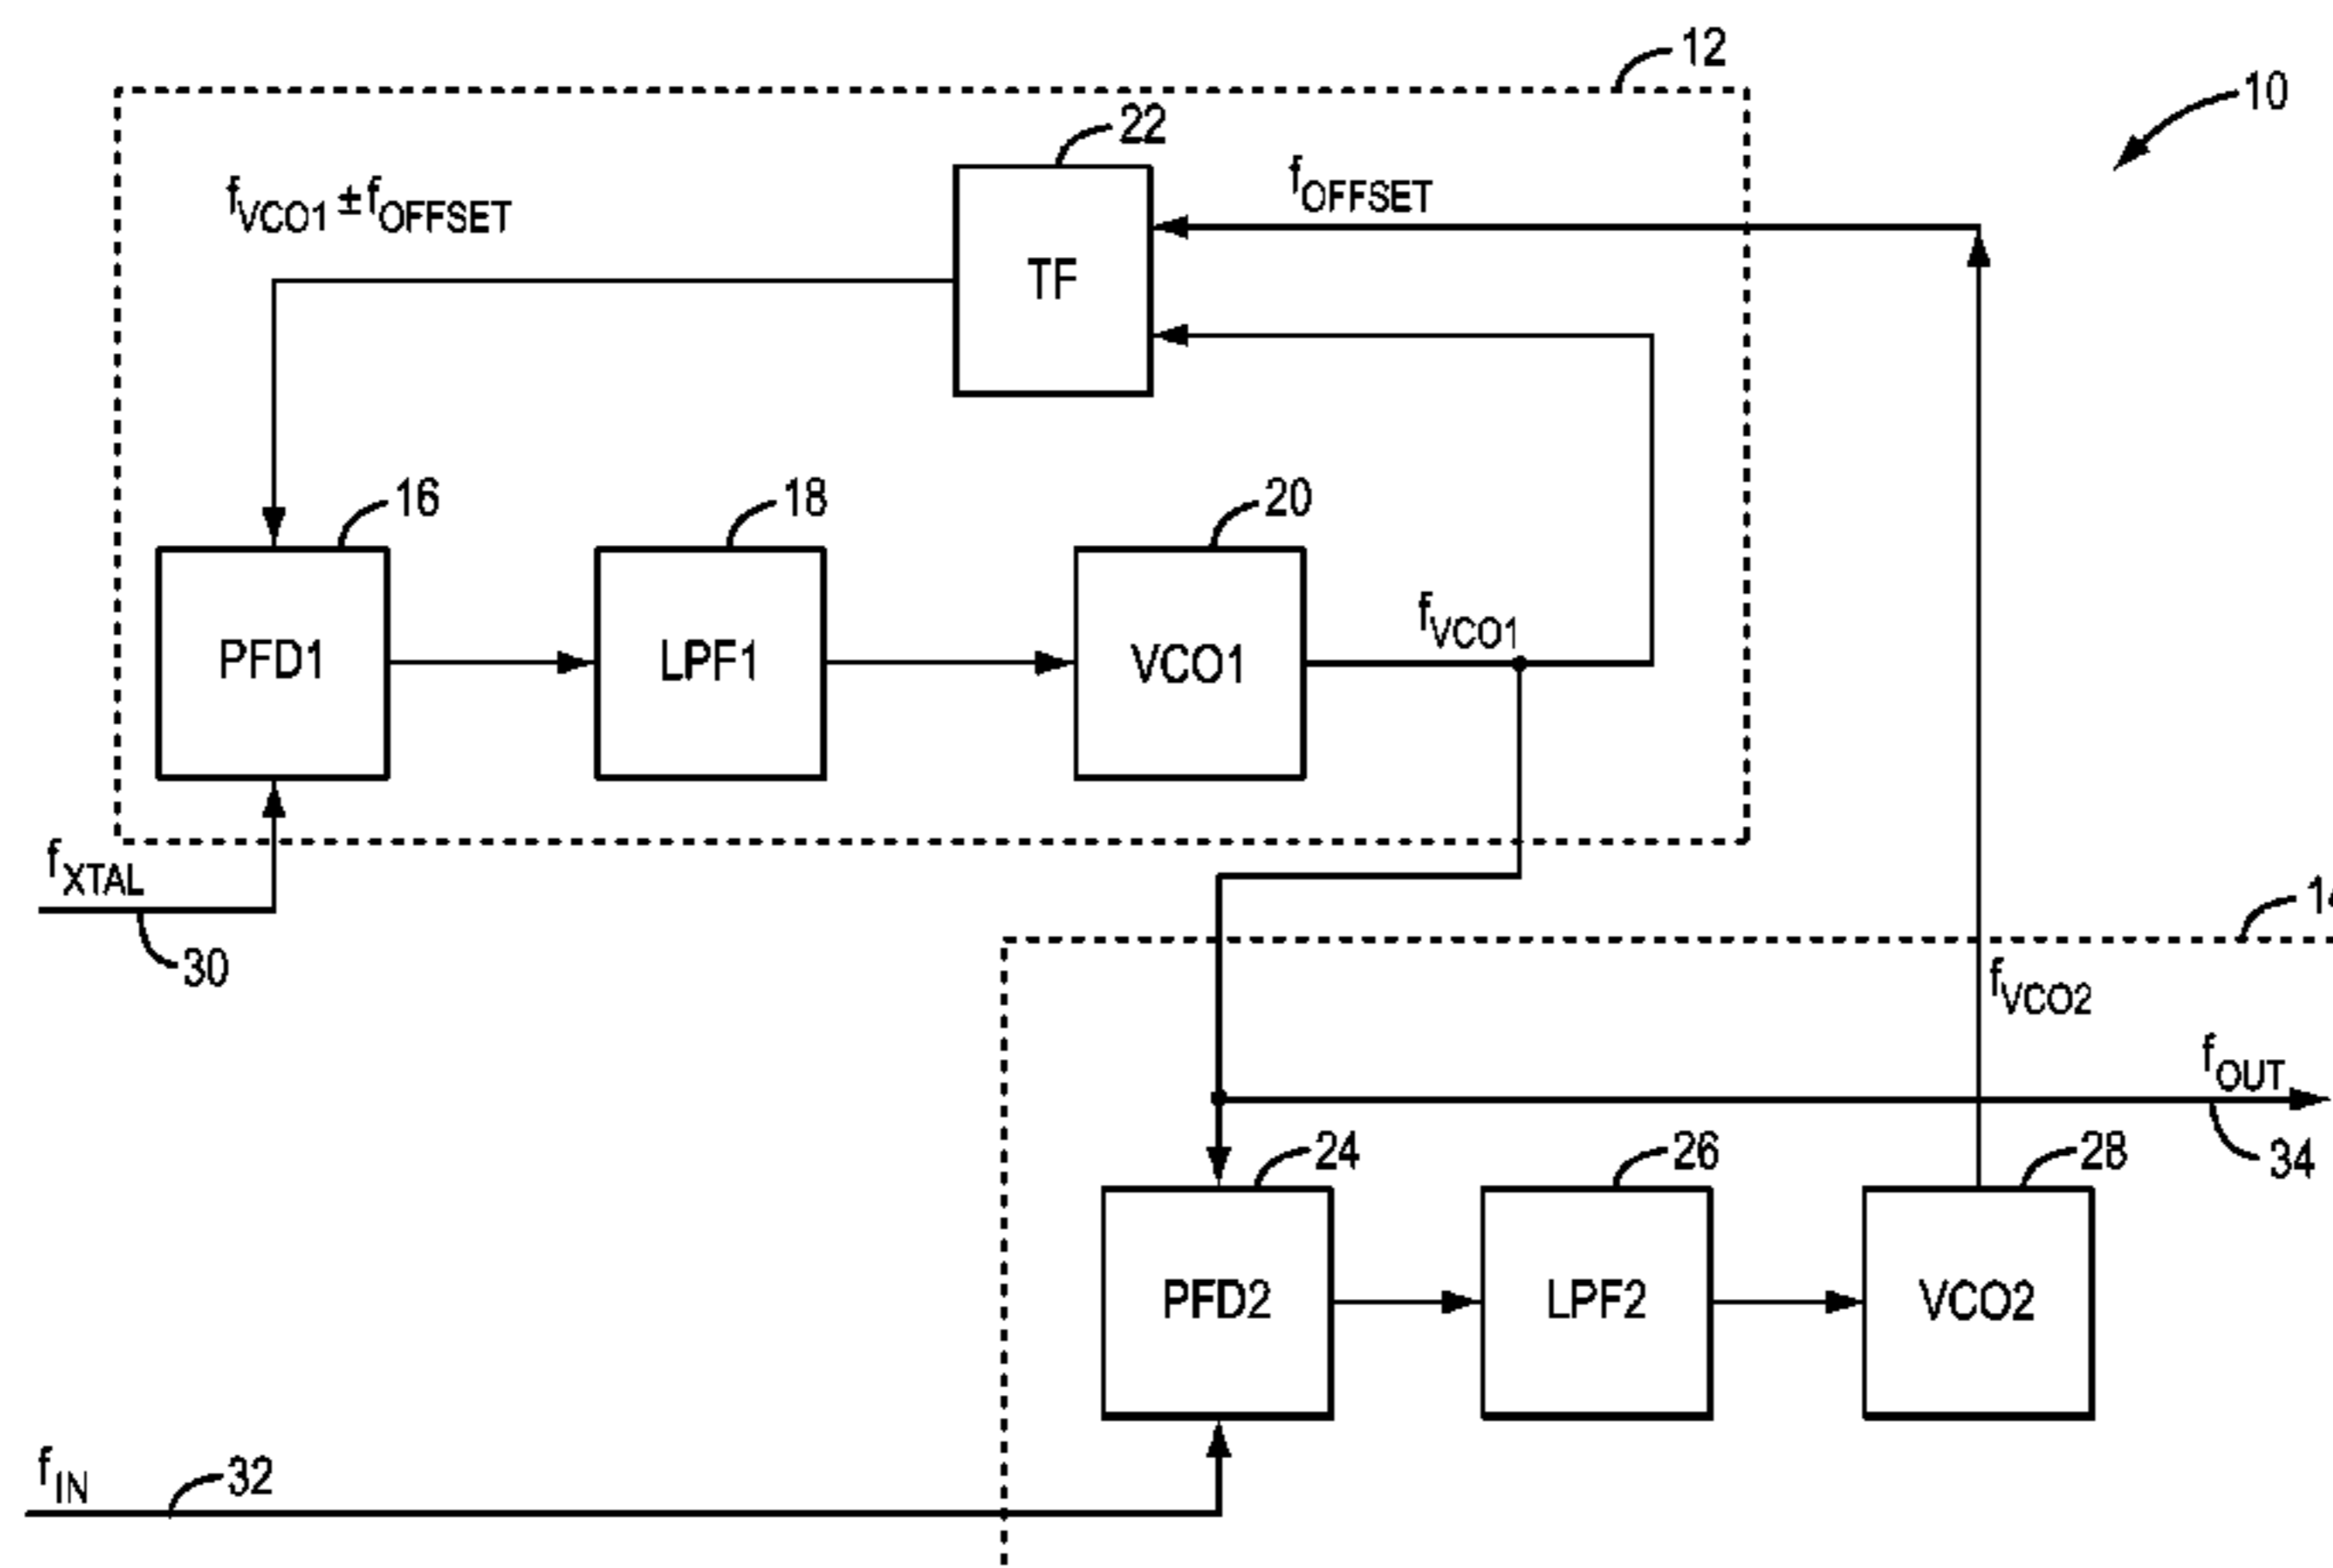 12
10
22
fVCO1 ± fOFFSET
fOFFSET
TF
16
18
20
PFD1
LPF1
VCO1
fVCO1
fXTAL
30
fVCO2
fOUT
34
24
26
28
PFD2
LPF2
VCO2
fIN
32